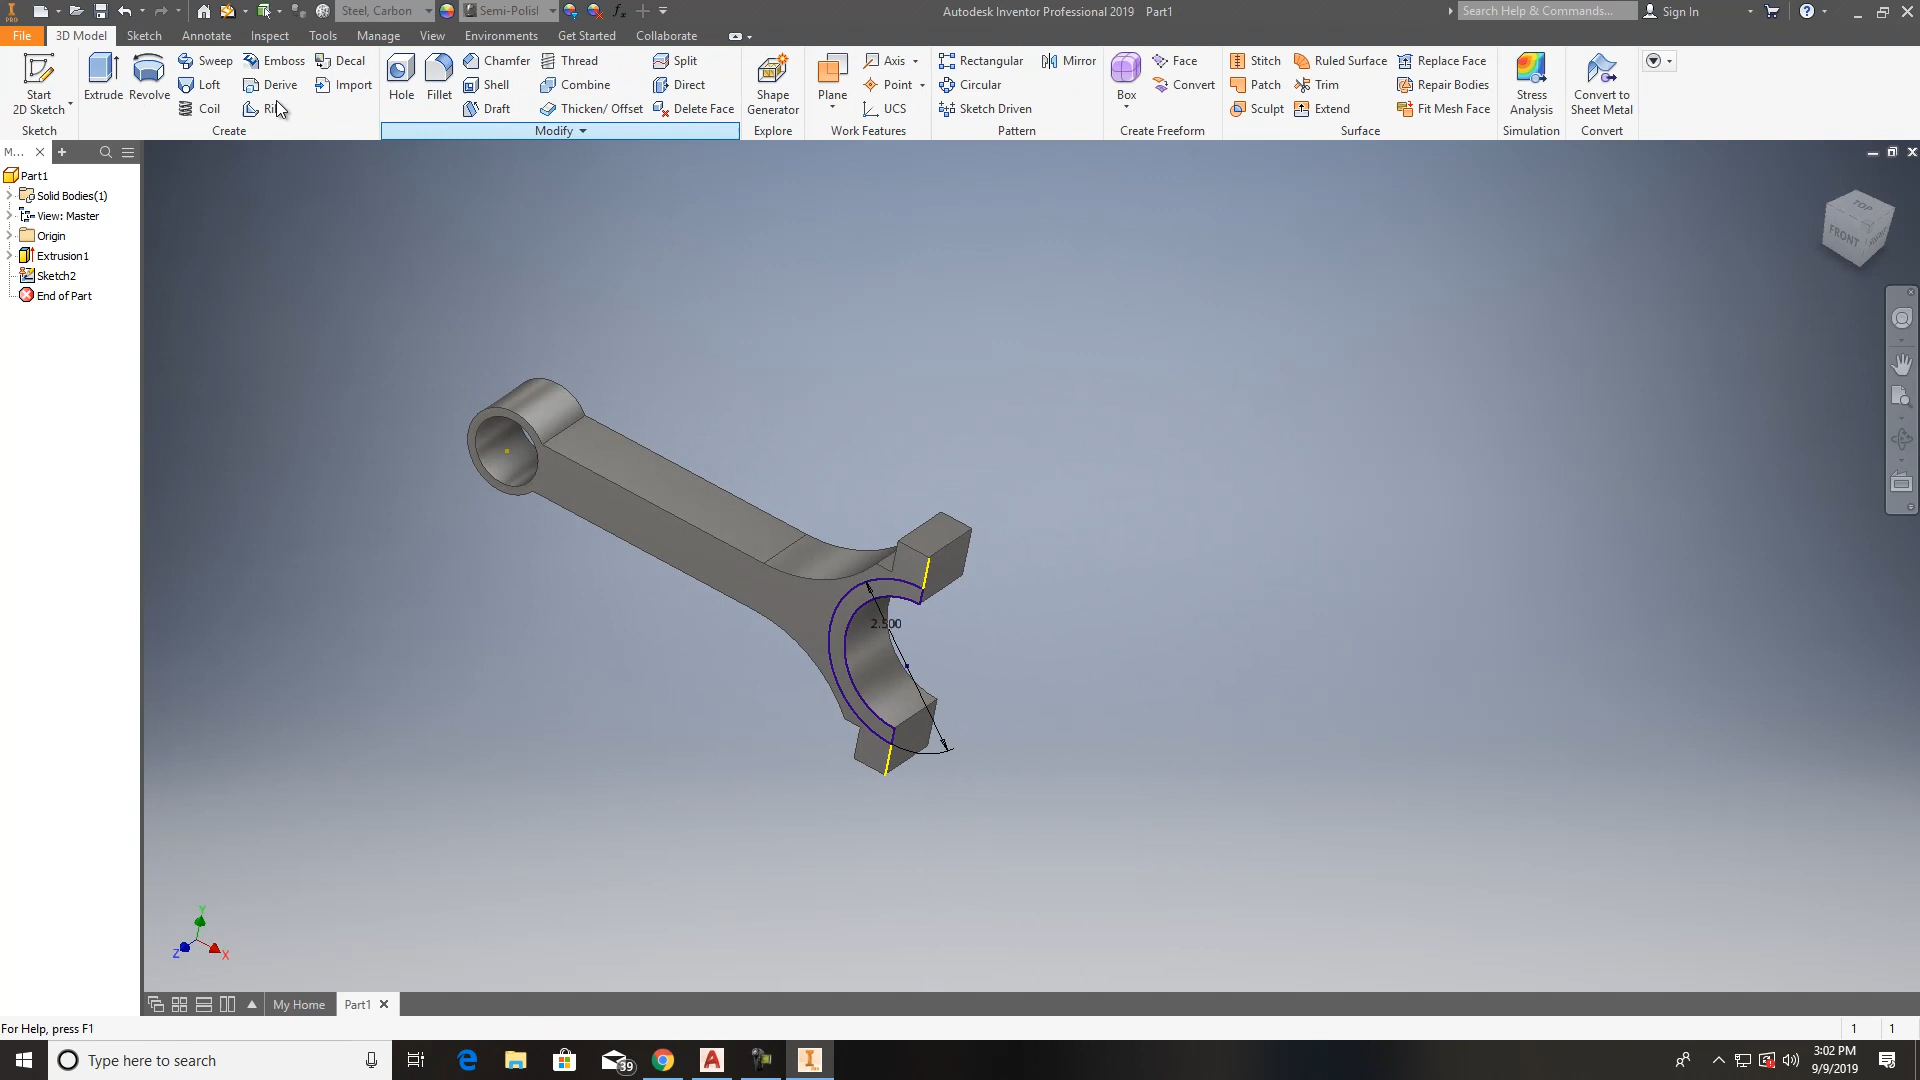 Steel, Carbon
Semi-Polisl
Autodesk Inventor Professional 2019 Part1
Search Help & Commands...
Sign In
File
3D Model
Sketch
Annotate
Inspect
Tools
Manage
View
Environments
Get Started
Collaborate
Start
2D Sketch
Sketch
Extrude
Revolve
Sweep
Loft
Coil
Emboss
Derive
Decal
Import
Create
Hole
Fillet
Chamfer
Shell
Draft
Thread
Combine
Thicken/ Offset
Split
Direct
Delete Face
Modify
Shape
Generator
Explore
Plane
Axis
Point
UCS
Work Features
Rectangular
Circular
Sketch Driven
Mirror
Pattern
Box
Face
Convert
Create Freeform
Stitch
Patch
Sculpt
Ruled Surface
Trim
Extend
Replace Face
Repair Bodies
Fit Mesh Face
Surface
Stress
Analysis
Simulation
Convert to
Sheet Metal
Convert
M...
Part1
Solid Bodies(1)
View: Master
Origin
Extrusion1
Sketch2
End of Part
TOP
FRONT
RIGHT
2.500
Y
Z
X
My Home
Part1
For Help, press F1
1
1
Type here to search
39
3:02 PM
9/9/2019